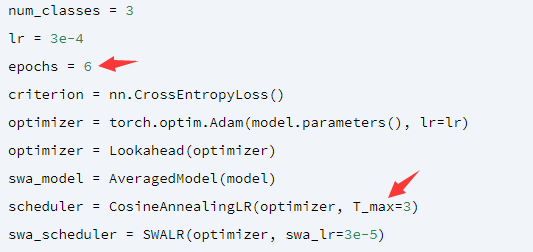 num_classes = 3
lr = 3e-4
epochs = 6
criterion = nn.CrossEntropyLoss()
optimizer = torch.optim.Adam(model.parameters(), lr=lr)
optimizer = Lookahead(optimizer)
swa_model = AveragedModel(model)
scheduler = CosineAnnealingLR(optimizer, T_max=3)
swa_scheduler = SWALR(optimizer, swa_lr=3e-5)